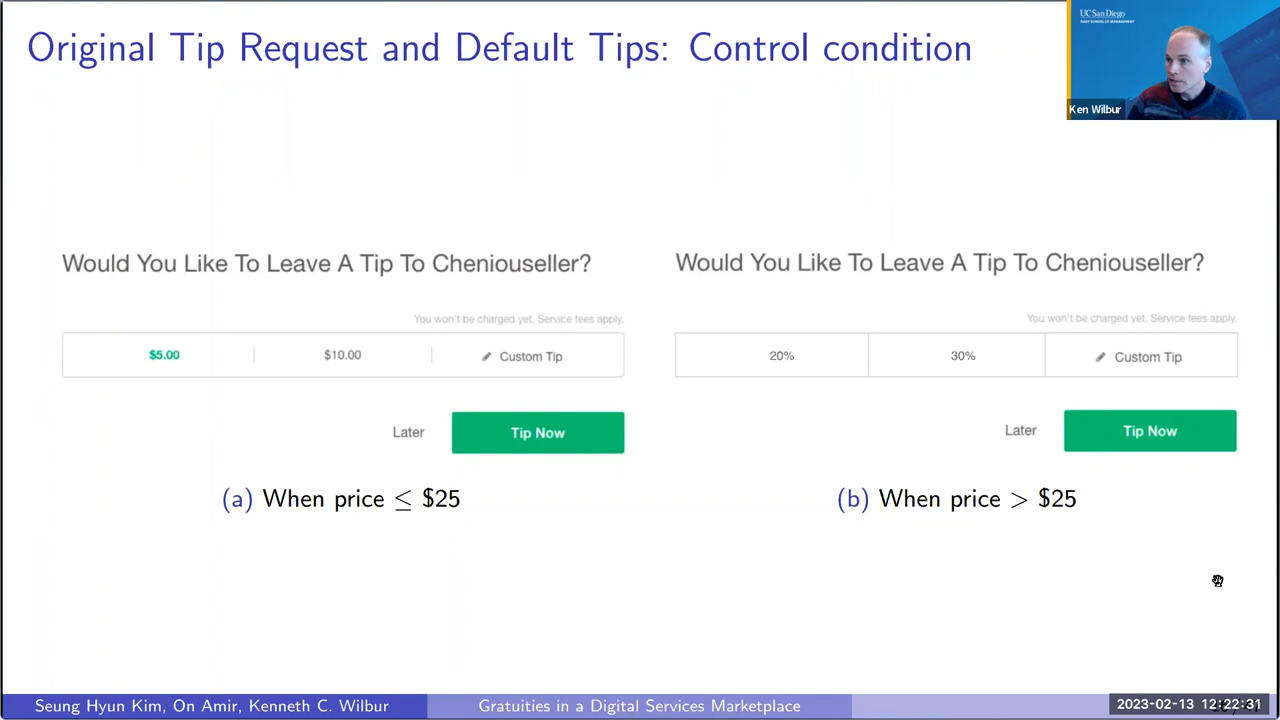 Original Tip Request and Default Tips: Control condition
UC San Diego
RADY SCHOOL OF MANAGEMENT
Ken Wilbur
Would You Like To Leave A Tip To Cheniouseller?
You won't be charged yet. Service fees apply.
$5.00 $10.00 Custom Tip
Later Tip Now
(a) When price ≤ $25
Would You Like To Leave A Tip To Cheniouseller?
You won't be charged yet. Service fees apply.
20% 30% Custom Tip
Later Tip Now
(b) When price > $25
Seung Hyun Kim, On Amir, Kenneth C. Wilbur
Gratuities in a Digital Services Marketplace
2023-02-13 12:22:31